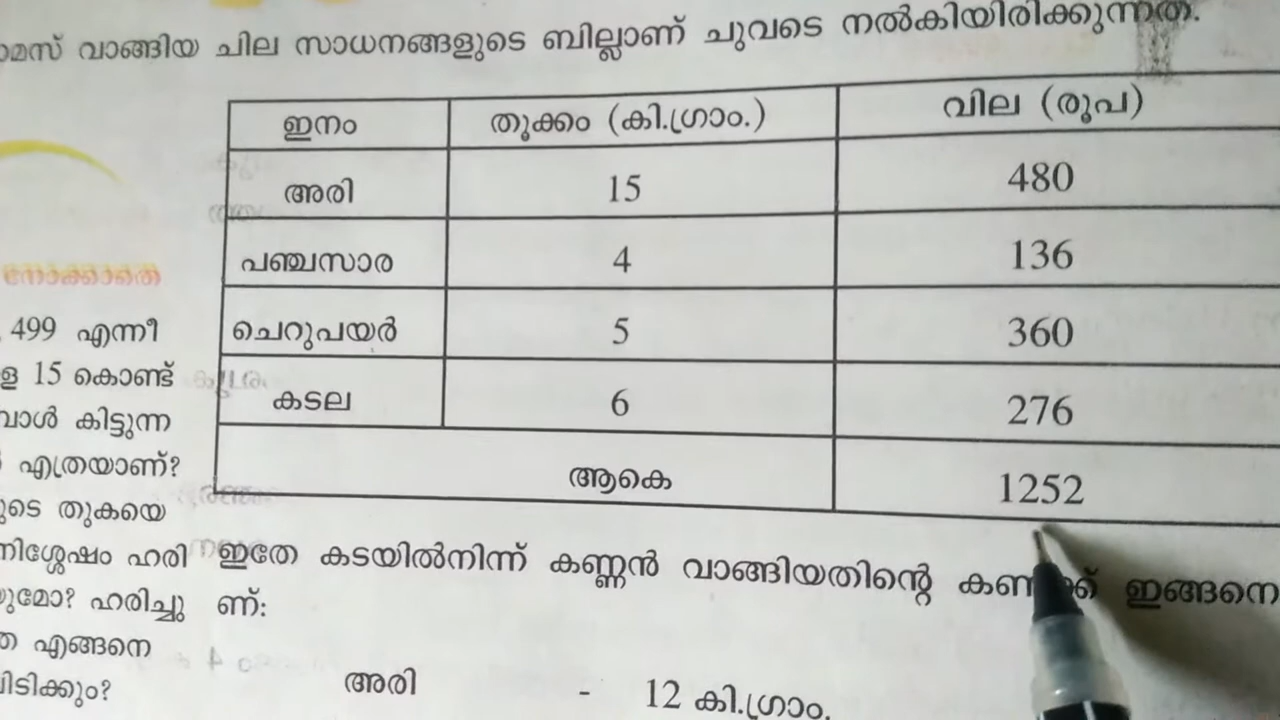 വാങ്ങിയ ചില സാധനങ്ങളുടെ ബില്ലാണ് ചുവടെ നൽകിയിരിക്കുന്നത്.
ഇനം തൂക്കം (കി.ഗ്രാം.) വില (രൂപ)
അരി 15 480
പഞ്ചസാര 4 136
ചെറുപയർ 5 360
കടല 6 276
ആകെ 1252
നോക്കാതെ
499 എന്നീ
15 കൊണ്ട്
കിട്ടുന്ന
എത്രയാണ്?
തുകയെ
നിശ്ശേഷം ഹരി
ഹരിച്ചു
എങ്ങനെ
ഇതേ കടയിൽനിന്ന് കണ്ണൻ വാങ്ങിയതിന്റെ ഇങ്ങനെ
ണ്:
അരി - 12 കി.ഗ്രാം.